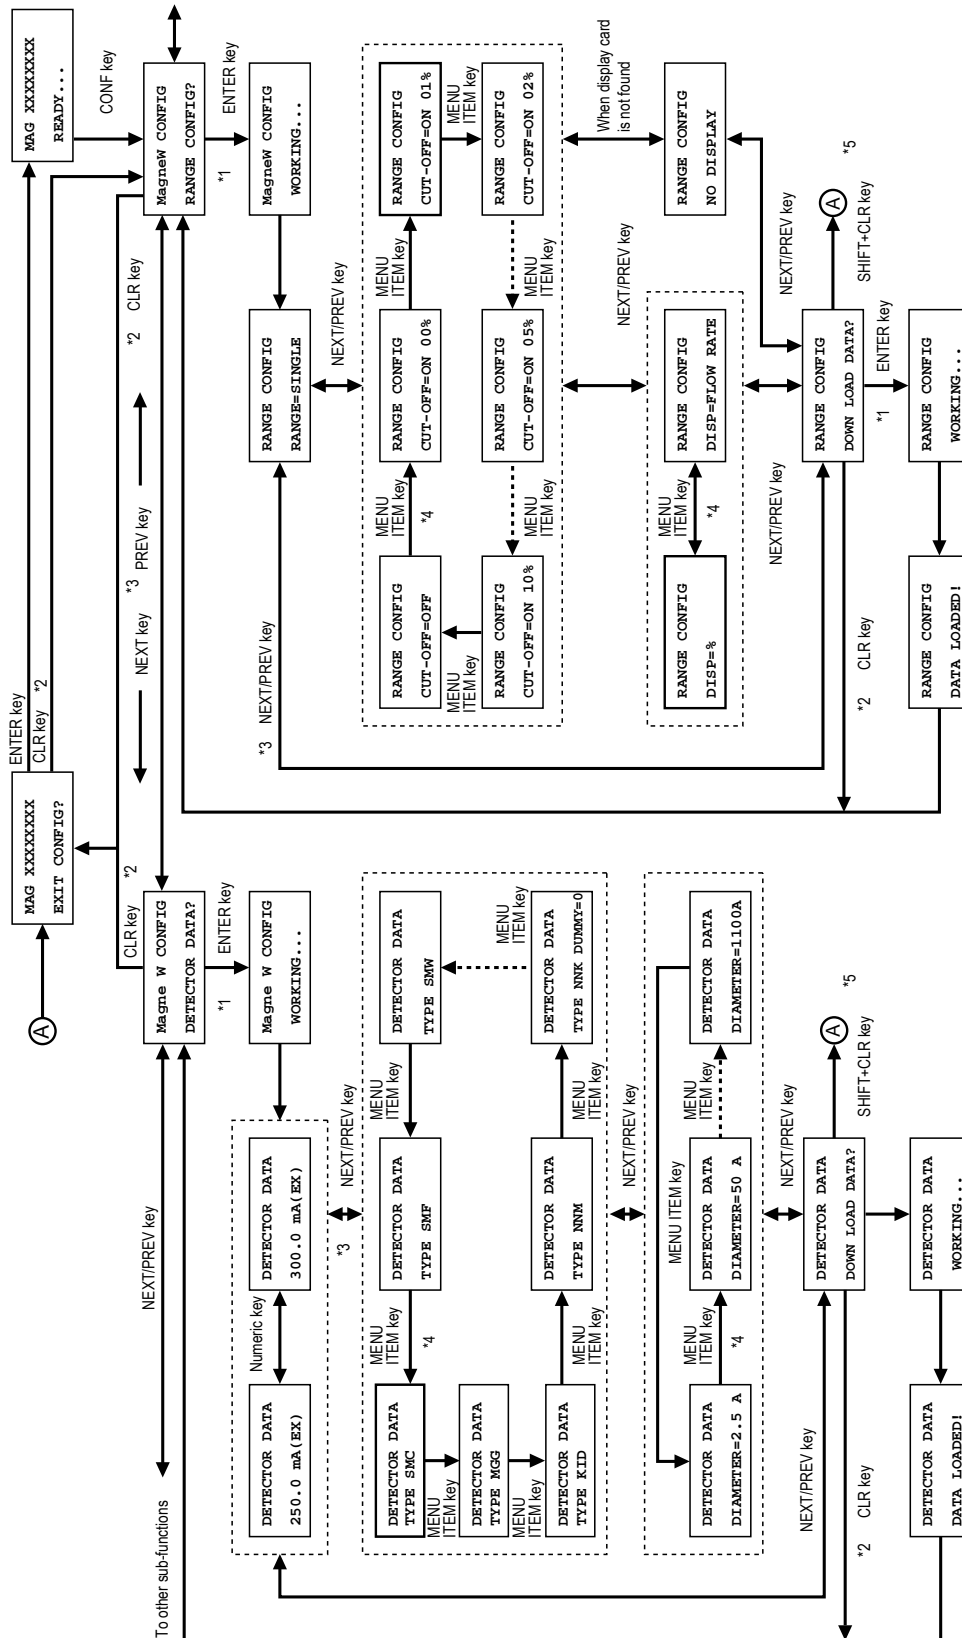 A
MAG XXXXXXXX
EXIT CONFIG?
ENTER key
CLR key *2
MAG XXXXXXXX
READY...
CONF key
To other sub-functions
NEXT/PREV key
CLR key
*2
NEXT key
*3
PREV key
*2
CLR key
Magne W CONFIG
DETECTOR DATA?
MagneW CONFIG
RANGE CONFIG?
*1
ENTER key
*1
ENTER key
Magne W CONFIG
WORKING...
MagneW CONFIG
WORKING...
DETECTOR DATA
250.0 mA(EX)
Numeric key
DETECTOR DATA
300.0 mA(EX)
*3
NEXT/PREV key
DETECTOR DATA
TYPE SMC
MENU
ITEM key
*4
DETECTOR DATA
TYPE SMF
MENU
ITEM key
DETECTOR DATA
TYPE SMW
MENU
ITEM key
DETECTOR DATA
TYPE MGG
MENU
ITEM key
MENU
ITEM key
DETECTOR DATA
TYPE KID
MENU
ITEM key
DETECTOR DATA
TYPE NNM
MENU
ITEM key
DETECTOR DATA
TYPE NNK DUMMY=0
NEXT/PREV key
MENU ITEM key
DETECTOR DATA
DIAMETER=2.5 A
MENU
ITEM key
*4
DETECTOR DATA
DIAMETER=50 A
MENU
ITEM key
DETECTOR DATA
DIAMETER=1100A
NEXT/PREV key
NEXT/PREV key
DETECTOR DATA
DOWN LOAD DATA?
A
SHIFT+CLR key
*5
*2
CLR key
DETECTOR DATA
DATA LOADED!
DETECTOR DATA
WORKING...
*3
NEXT/PREV key
RANGE CONFIG
RANGE=SINGLE
NEXT/PREV key
RANGE CONFIG
CUT-OFF=OFF
MENU
ITEM key
*4
RANGE CONFIG
CUT-OFF=ON 00%
MENU
ITEM key
RANGE CONFIG
CUT-OFF=ON 01%
MENU
ITEM key
MENU
ITEM key
RANGE CONFIG
CUT-OFF=ON 10%
MENU
ITEM key
RANGE CONFIG
CUT-OFF=ON 05%
MENU
ITEM key
RANGE CONFIG
CUT-OFF=ON 02%
NEXT/PREV key
When display card
is not found
RANGE CONFIG
DISP=%
MENU
ITEM key
*4
RANGE CONFIG
DISP=FLOW RATE
RANGE CONFIG
NO DISPLAY
NEXT/PREV key
NEXT/PREV key
RANGE CONFIG
DOWN LOAD DATA?
A
SHIFT+CLR key
*5
*2
CLR key
*1
ENTER key
RANGE CONFIG
DATA LOADED!
RANGE CONFIG
WORKING...